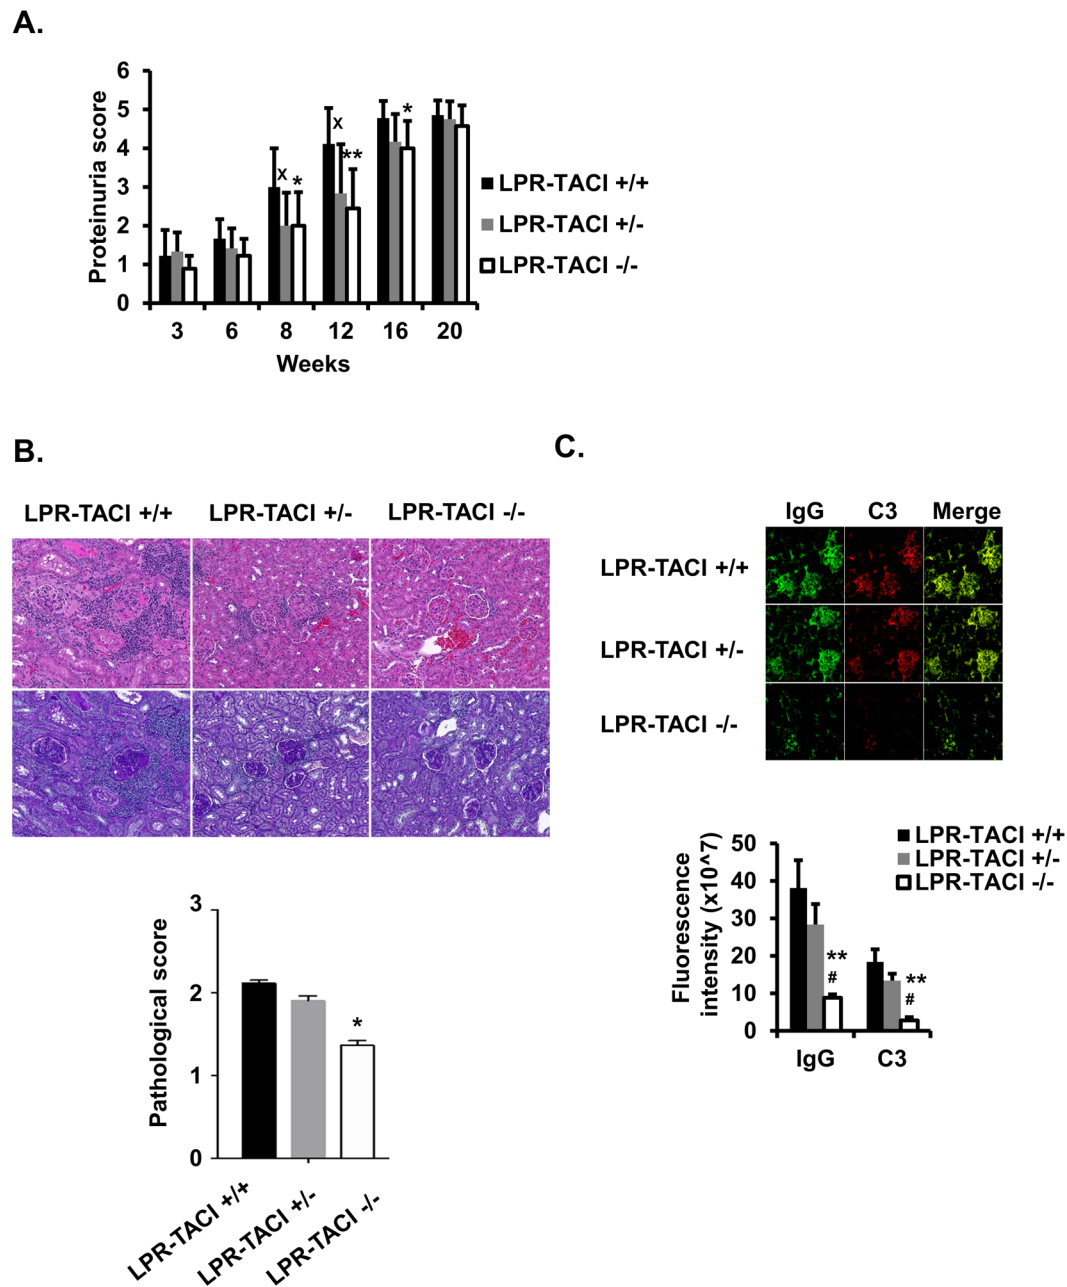 A.
6
5
4
3
2
1
0
Proteinuria score
x
*
x
**
*
3 6 8 12 16 20
Weeks
LPR-TACI +/+
LPR-TACI +/-
LPR-TACI -/-
B.
LPR-TACI +/+ LPR-TACI +/- LPR-TACI -/-
3
2
1
0
Pathological score
*
LPR-TACI +/+
LPR-TACI +/-
LPR-TACI -/-
C.
IgG C3 Merge
LPR-TACI +/+
LPR-TACI +/-
LPR-TACI -/-
50
40
30
20
10
0
Fluorescence
intensity (x10^7)
LPR-TACI +/+
LPR-TACI +/-
LPR-TACI -/-
**
#
**
#
IgG C3